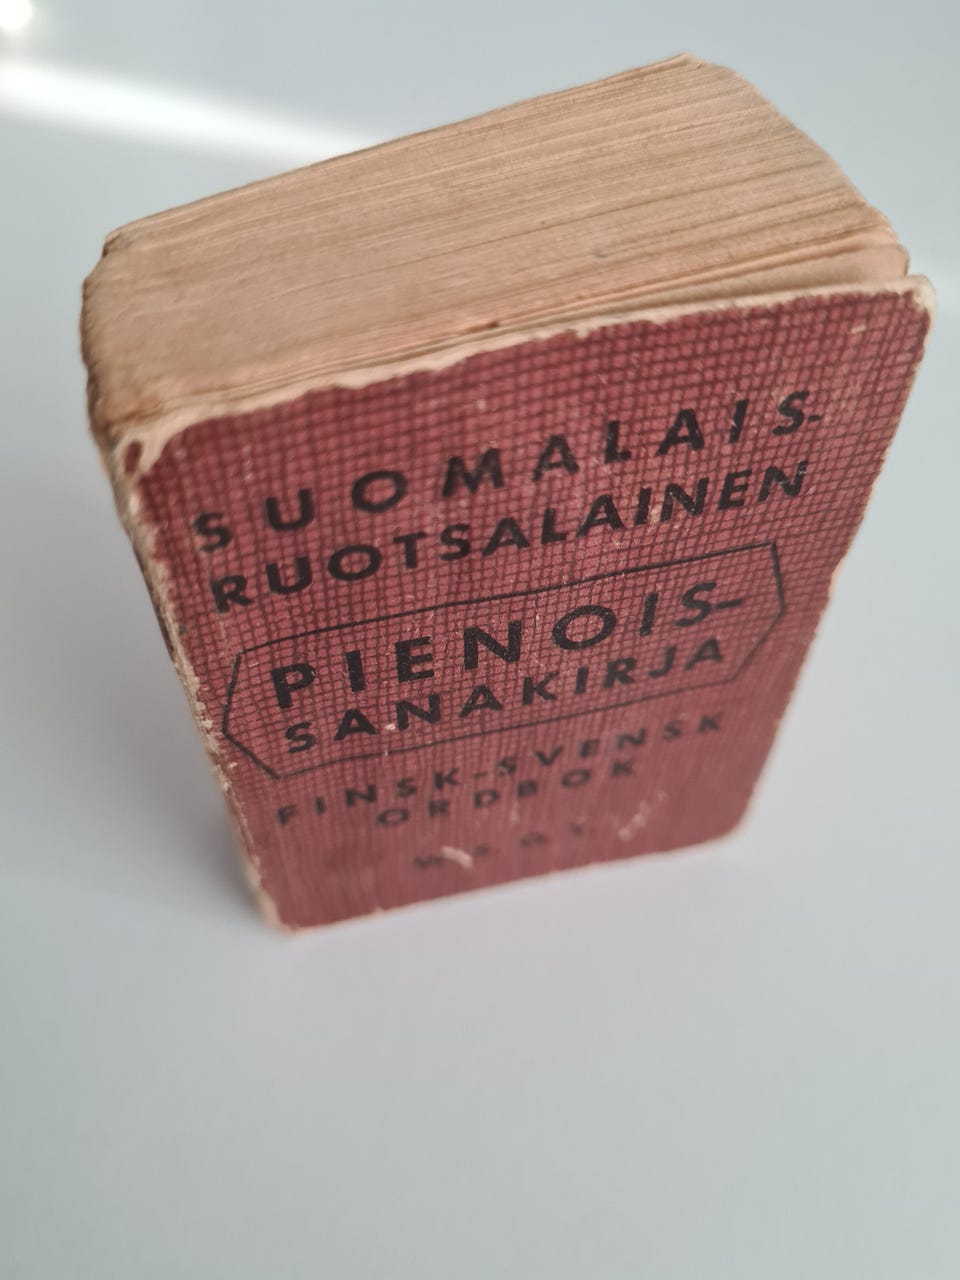 SUOMALAIS-
RUOTSALAINEN
PIENOIS-
SANAKIRJA
FINSK-SVENSK
ORDBOK